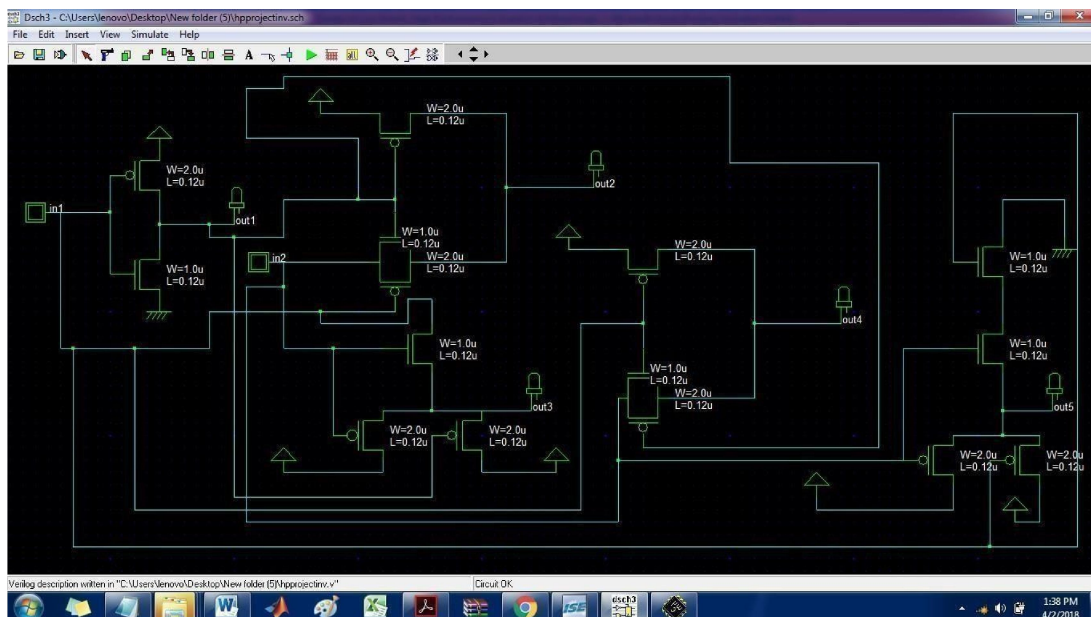 Dsch3 - C:\Users\lenovo\Desktop\New folder (5)\hpprojectinv.sch
File Edit Insert View Simulate Help
W=2.0u
L=0.12u
W=2.0u
L=0.12u
in1
out1
W=1.0u
L=0.12u
in2
W=1.0u
L=0.12u
W=2.0u
L=0.12u
out2
W=2.0u
L=0.12u
W=1.0u
L=0.12u
out4
W=1.0u
L=0.12u
W=1.0u
L=0.12u
W=1.0u
L=0.12u
W=2.0u
L=0.12u
out3
out5
W=2.0u
L=0.12u
W=2.0u
L=0.12u
W=2.0u
L=0.12u
W=2.0u
L=0.12u
Verilog description written in "C:\Users\lenovo\Desktop\New folder (5)\hpprojectinv.v"
Circuit OK
W
ISE
dsch3
1:38 PM
4/2/2018